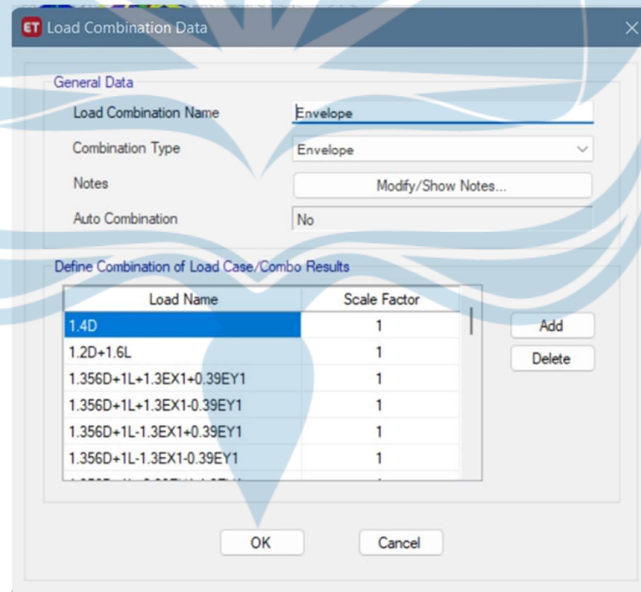 ET Load Combination Data
General Data
Load Combination Name Envelope
Combination Type Envelope
Notes Modify/Show Notes...
Auto Combination No
Define Combination of Load Case/Combo Results
Load Name Scale Factor
1.4D 1 Add
1.2D+1.6L 1 Delete
1.356D+1L+1.3EX1+0.39EY1 1
1.356D+1L+1.3EX1-0.39EY1 1
1.356D+1L-1.3EX1+0.39EY1 1
1.356D+1L-1.3EX1-0.39EY1 1
OK Cancel